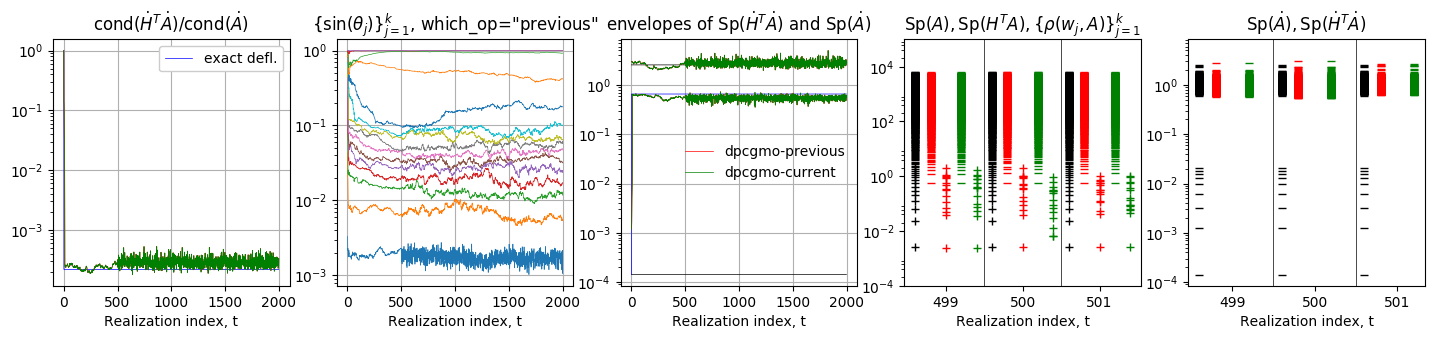 cond(Ḣ^T Ȧ)/cond(Ȧ)
10^0
10^−1
10^−2
10^−3
exact defl.
0 500 1000 1500 2000
Realization index, t
{sin(θ_j)}_{j=1}^k, which_op="previous"
10^0
10^−1
10^−2
10^−3
0 500 1000 1500 2000
Realization index, t
envelopes of Sp(Ḣ^T Ȧ) and Sp(Ȧ)
10^0
10^−1
10^−2
10^−3
10^−4
dpcgmo-previous
dpcgmo-current
0 500 1000 1500 2000
Realization index, t
Sp(A), Sp(H^T A), {ρ(w_j, A)}_{j=1}^k
10^4
10^2
10^0
10^−2
10^−4
499 500 501
Realization index, t
Sp(Ȧ), Sp(Ḣ^T Ȧ)
10^0
10^−1
10^−2
10^−3
10^−4
499 500 501
Realization index, t